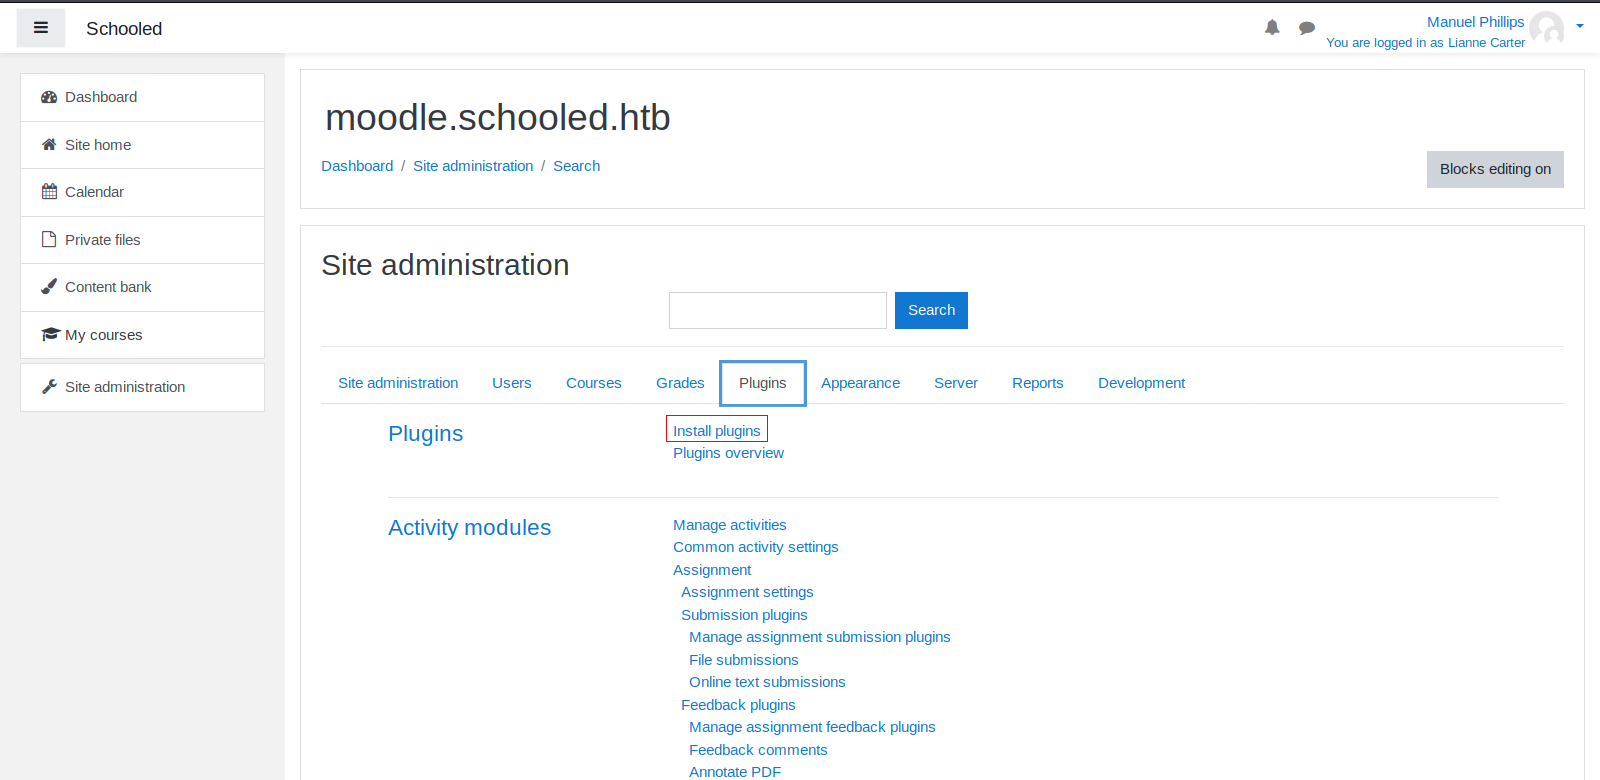 Schooled
Manuel Phillips
You are logged in as Lianne Carter
Dashboard
Site home
Calendar
Private files
Content bank
My courses
Site administration
moodle.schooled.htb
Dashboard / Site administration / Search
Blocks editing on
Site administration
Search
Site administration Users Courses Grades Plugins Appearance Server Reports Development
Plugins
Install plugins
Plugins overview
Activity modules
Manage activities
Common activity settings
Assignment
Assignment settings
Submission plugins
Manage assignment submission plugins
File submissions
Online text submissions
Feedback plugins
Manage assignment feedback plugins
Feedback comments
Annotate PDF